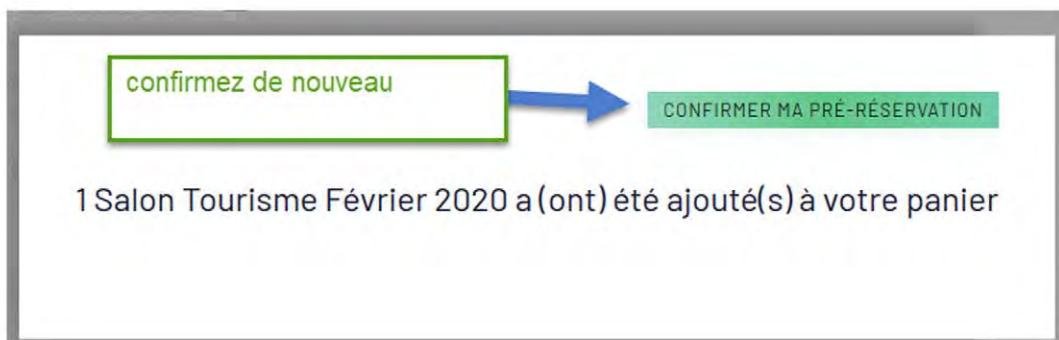 confirmez de nouveau
CONFIRMER MA PRÉ-RÉSERVATION
1 Salon Tourisme Février 2020 a (ont) été ajouté(s) à votre panier